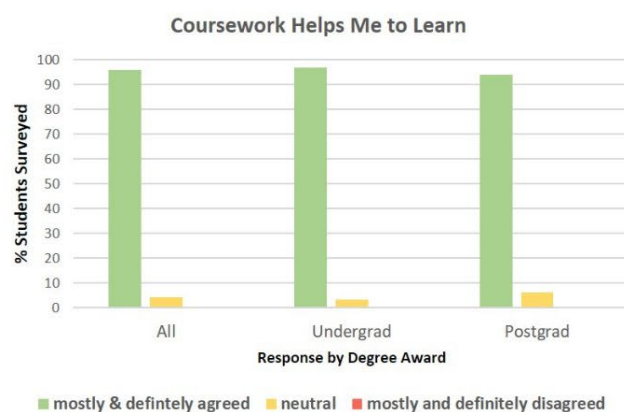 Coursework Helps Me to Learn
100
90
80
70
60
50
40
30
20
10
0
% Students Surveyed
All Undergrad Postgrad
Response by Degree Award
mostly & defintely agreed neutral mostly and definitely disagreed